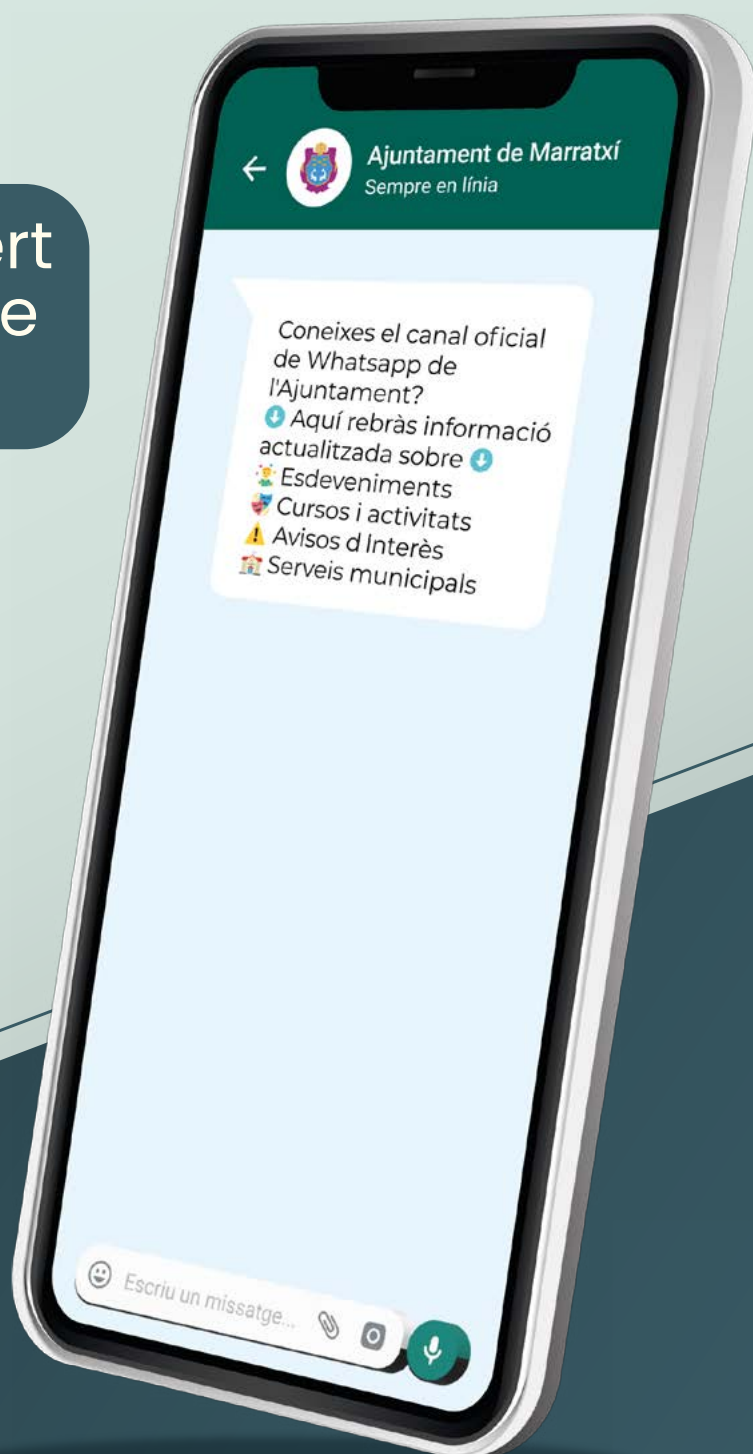 Ajuntament de Marratxí
Sempre en línia
Coneixes el canal oficial
de Whatsapp de
l'Ajuntament?
Aquí rebràs informació
actualitzada sobre
Esdeveniments
Cursos i activitats
Avisos d Interès
Serveis municipals
Escriu un missatge...